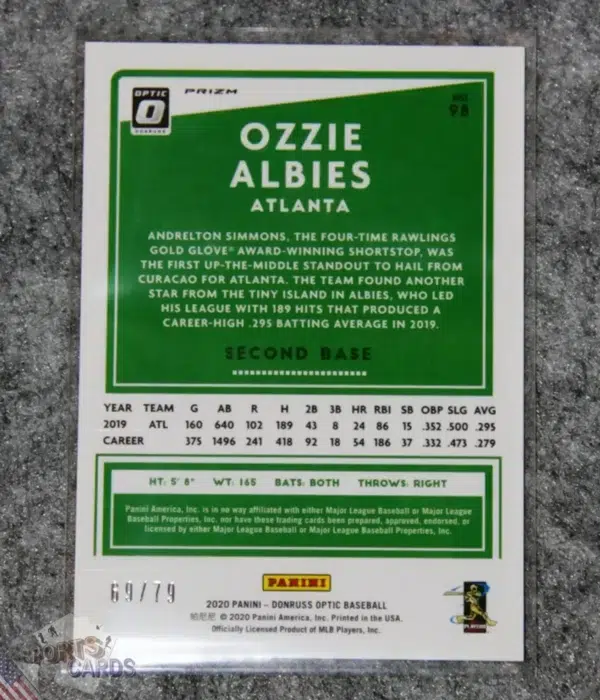 OPTIC
PRIZM
NO.
98
OZZIE
ALBIES
ATLANTA
ANDRELTON SIMMONS, THE FOUR-TIME RAWLINGS
GOLD GLOVE® AWARD-WINNING SHORTSTOP, WAS
THE FIRST UP-THE-MIDDLE STANDOUT TO HAIL FROM
CURACAO FOR ATLANTA. THE TEAM FOUND ANOTHER
STAR FROM THE TINY ISLAND IN ALBIES, WHO LED
HIS LEAGUE WITH 189 HITS THAT PRODUCED A
CAREER-HIGH .295 BATTING AVERAGE IN 2019.
SECOND BASE
YEAR TEAM G AB R H 2B 3B HR RBI SB OBP SLG AVG
2019 ATL 160 640 102 189 43 8 24 86 15 .352 .500 .295
CAREER 375 1496 241 418 92 18 54 186 37 .332 .473 .279
HT: 5' 8" WT: 165 BATS: BOTH THROWS: RIGHT
Panini America, Inc. is in no way affiliated with either Major League Baseball or Major League
Baseball Properties, Inc. nor have these trading cards been prepared, approved, endorsed, or
licensed by either Major League Baseball or Major League Baseball Properties, Inc.
PANINI
69/79
2020 PANINI – DONRUSS OPTIC BASEBALL
帕尼尼 © 2020 Panini America, Inc. Printed in the USA.
Officially Licensed Product of MLB Players, Inc.
PLAYERS
SPORTS
CARDS